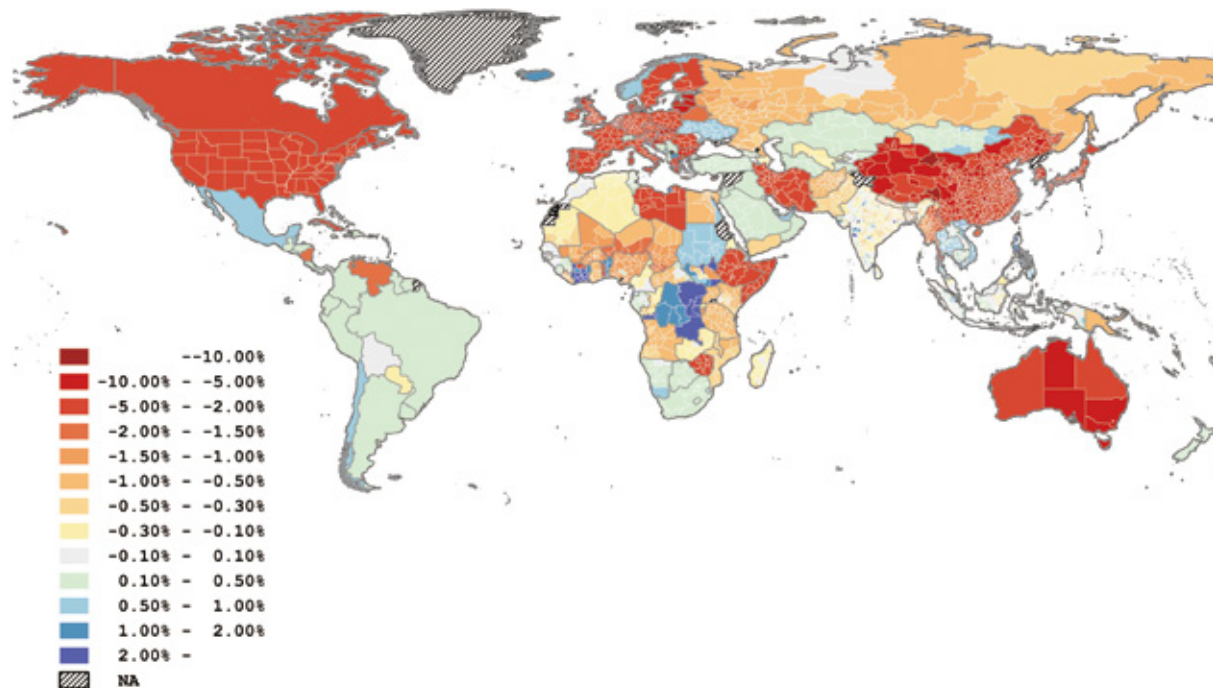 --10.00%
-10.00% - -5.00%
-5.00% - -2.00%
-2.00% - -1.50%
-1.50% - -1.00%
-1.00% - -0.50%
-0.50% - -0.30%
-0.30% - -0.10%
-0.10% - 0.10%
0.10% - 0.50%
0.50% - 1.00%
1.00% - 2.00%
2.00% -
NA